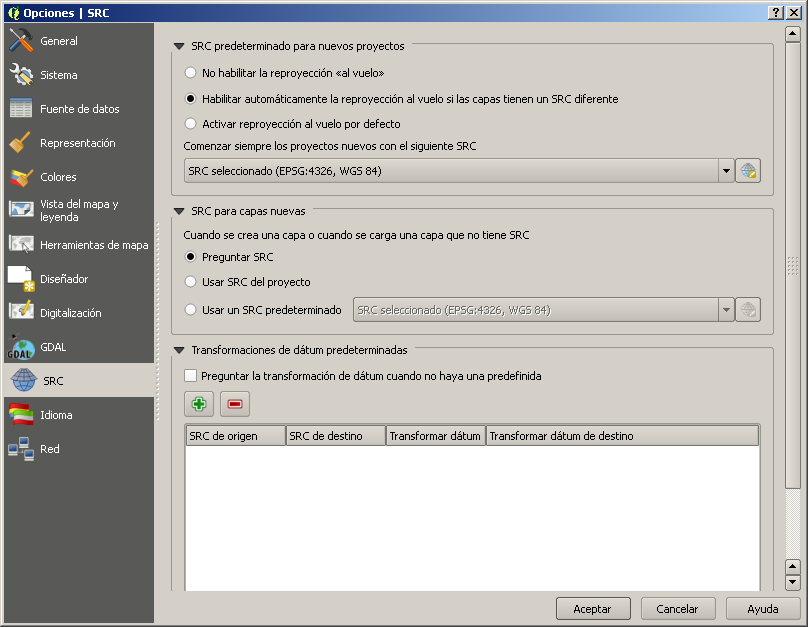 Opciones | SRC
General
Sistema
Fuente de datos
Representación
Colores
Vista del mapa y
leyenda
Herramientas de mapa
Diseñador
Digitalización
GDAL
GDAL
SRC
Idioma
Red
SRC predeterminado para nuevos proyectos
No habilitar la reproyección «al vuelo»
Habilitar automáticamente la reproyección al vuelo si las capas tienen un SRC diferente
Activar reproyección al vuelo por defecto
Comenzar siempre los proyectos nuevos con el siguiente SRC
SRC seleccionado (EPSG:4326, WGS 84)
SRC para capas nuevas
Cuando se crea una capa o cuando se carga una capa que no tiene SRC
Preguntar SRC
Usar SRC del proyecto
Usar un SRC predeterminado
SRC seleccionado (EPSG:4326, WGS 84)
Transformaciones de dátum predeterminadas
Preguntar la transformación de dátum cuando no haya una predefinida
SRC de origen
SRC de destino
Transformar dátum
Transformar dátum de destino
Aceptar
Cancelar
Ayuda